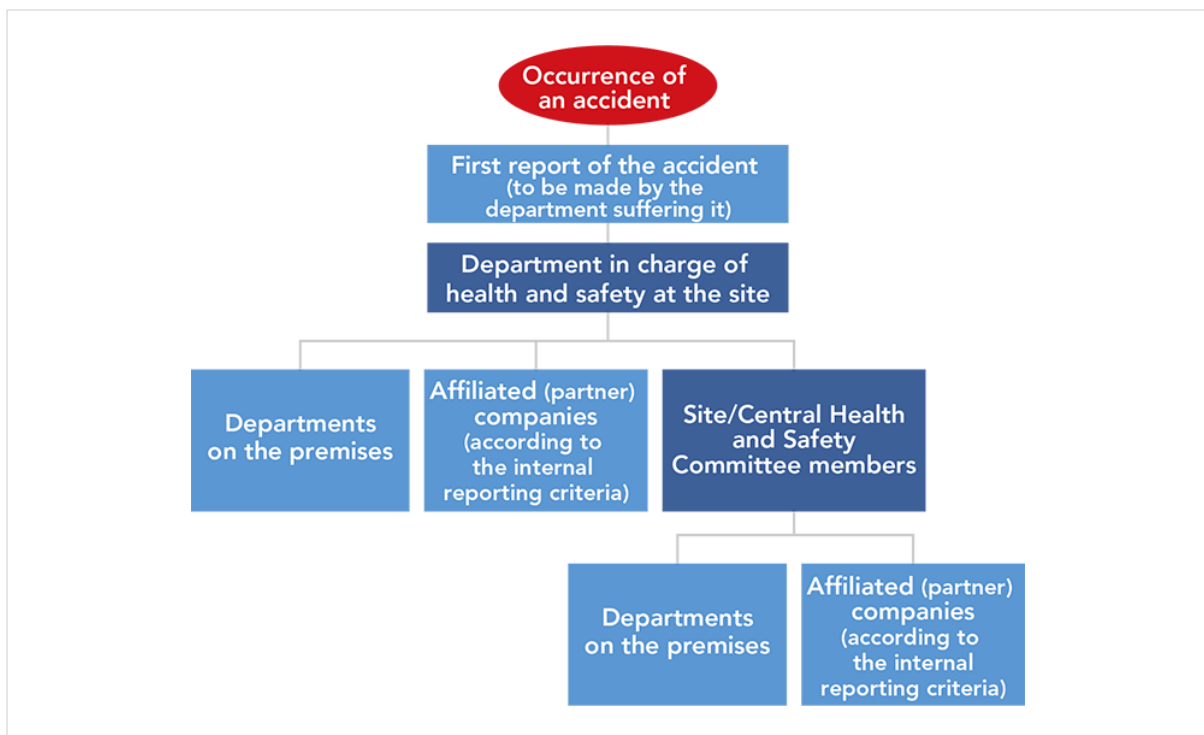 Occurrence of
an accident
First report of the accident
(to be made by the
department suffering it)
Department in charge of
health and safety at the site
Departments
on the premises
Affiliated (partner)
companies
(according to
the internal
reporting criteria)
Site/Central Health
and Safety
Committee members
Departments
on the premises
Affiliated (partner)
companies
(according to
the internal
reporting criteria)